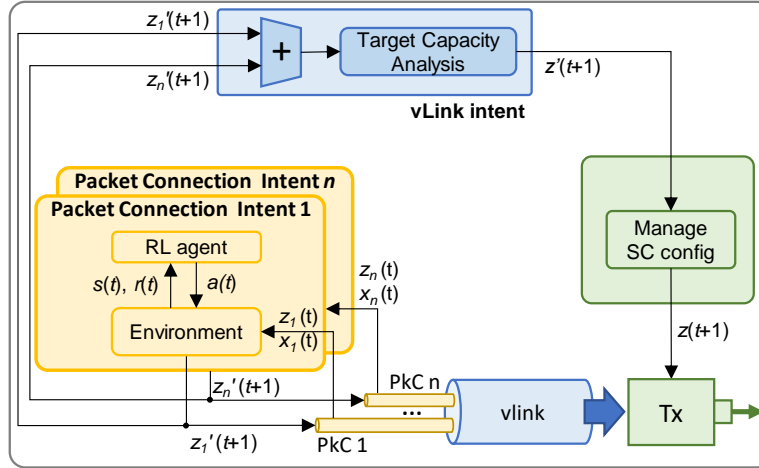 z1'(t+1)
zn'(t+1)
+
Target Capacity
Analysis
z'(t+1)
vLink intent
Packet Connection Intent n
Packet Connection Intent 1
RL agent
s(t), r(t)
a(t)
Environment
z1(t)
x1(t)
zn(t)
xn(t)
Manage
SC config
z(t+1)
zn'(t+1)
PkC n
...
vlink
Tx
z1'(t+1)
PkC 1